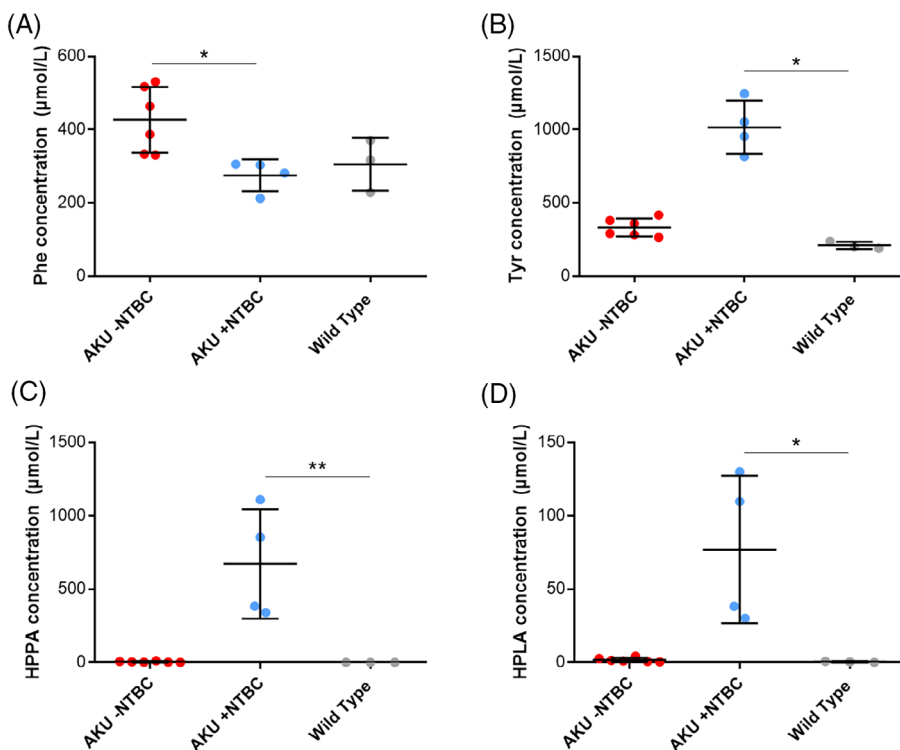 (A)
Phe concentration (µmol/L)
600
400
200
0
*
AKU -NTBC
AKU +NTBC
Wild Type
(B)
Tyr concentration (µmol/L)
1500
1000
500
0
*
AKU -NTBC
AKU +NTBC
Wild Type
(C)
HPPA concentration (µmol/L)
1500
1000
500
0
**
AKU -NTBC
AKU +NTBC
Wild Type
(D)
HPLA concentration (µmol/L)
150
100
50
0
*
AKU -NTBC
AKU +NTBC
Wild Type